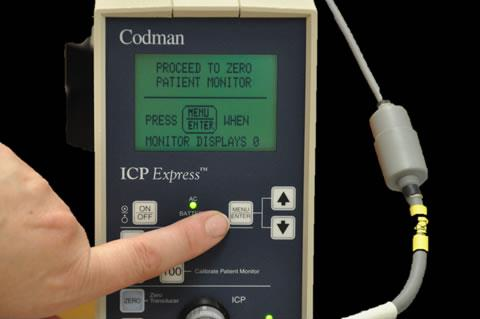 Codman
PROCEED TO ZERO
PATIENT MONITOR
PRESS MENU ENTER WHEN
MONITOR DISPLAYS 0
ICP Express™
AC
ON
OFF
MENU
ENTER
100
Calibrate Patient Monitor
ZERO
Zero
Transducer
ICP